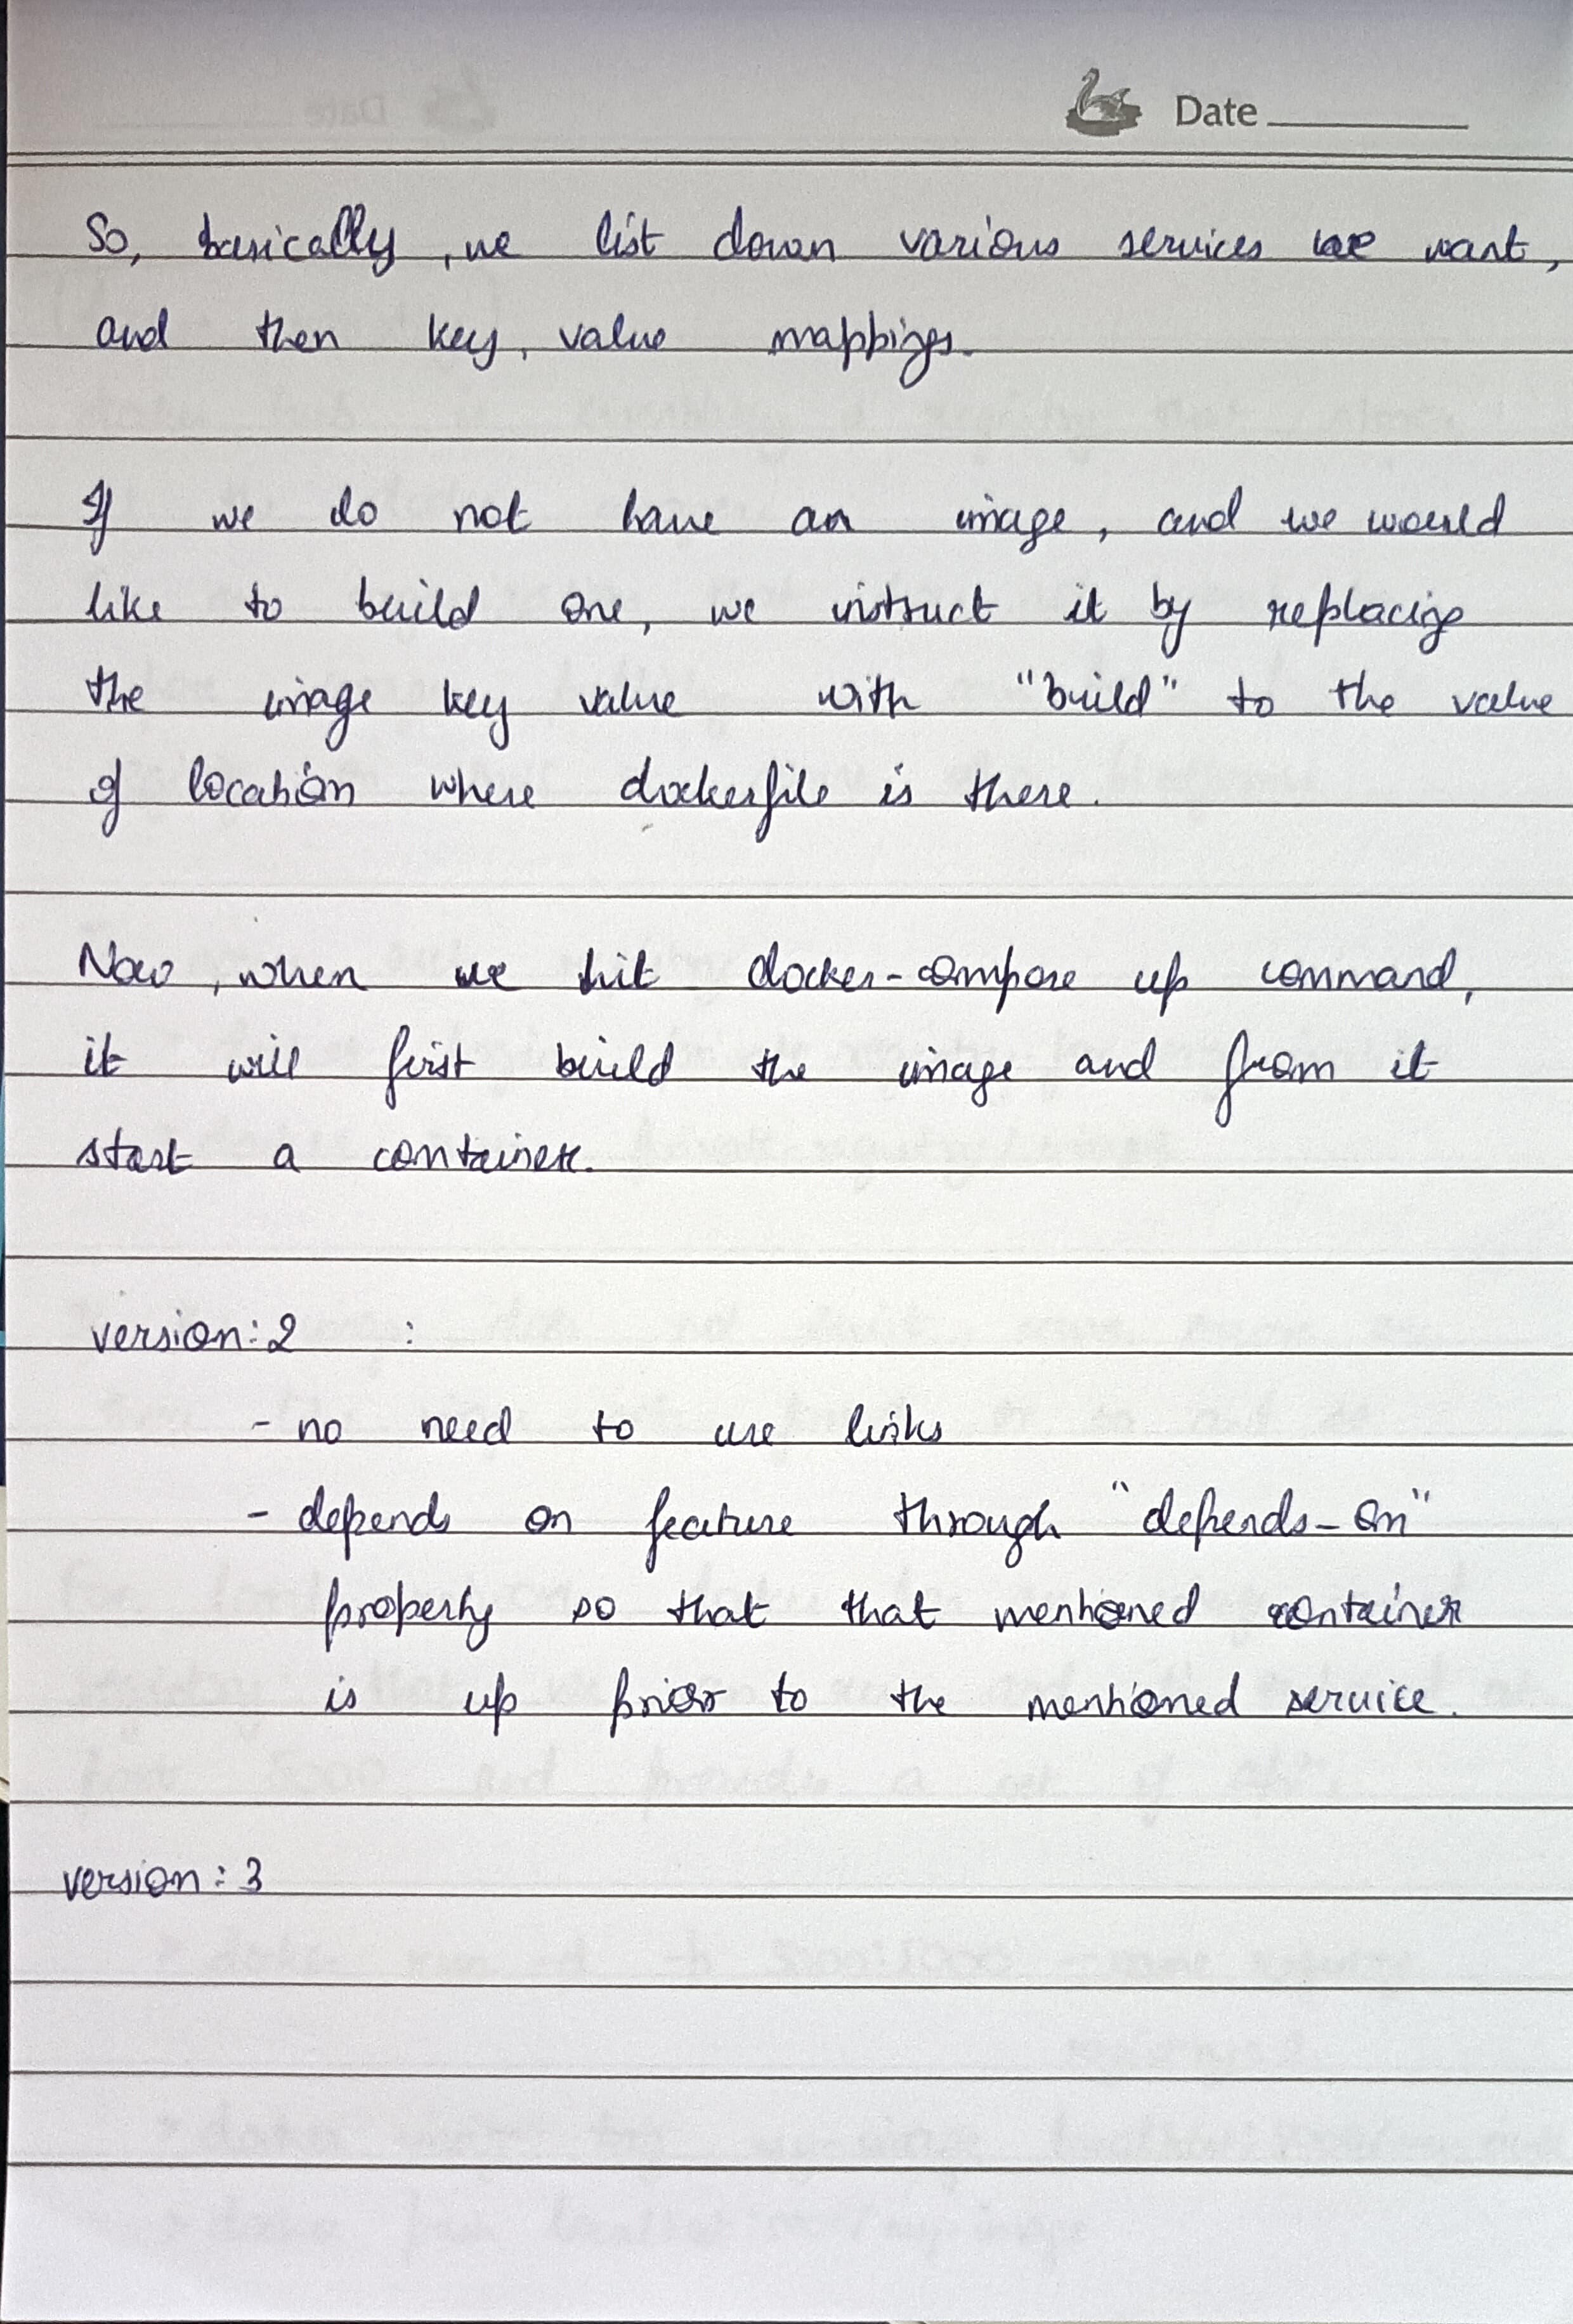 Date
So, basically, we list down various services we want,
and then key, value mappings.
If we do not have an image, and we would
like to build one, we instruct it by replacing
the image key value with "build" to the value
of location where dockerfile is there.
Now, when we hit docker-compose up command,
it will first build the image and from it
start a container.
version:2 :
- no need to use links
- depends on feature through "depends-on"
property so that that mentioned container
is up prior to the mentioned service.
version:3